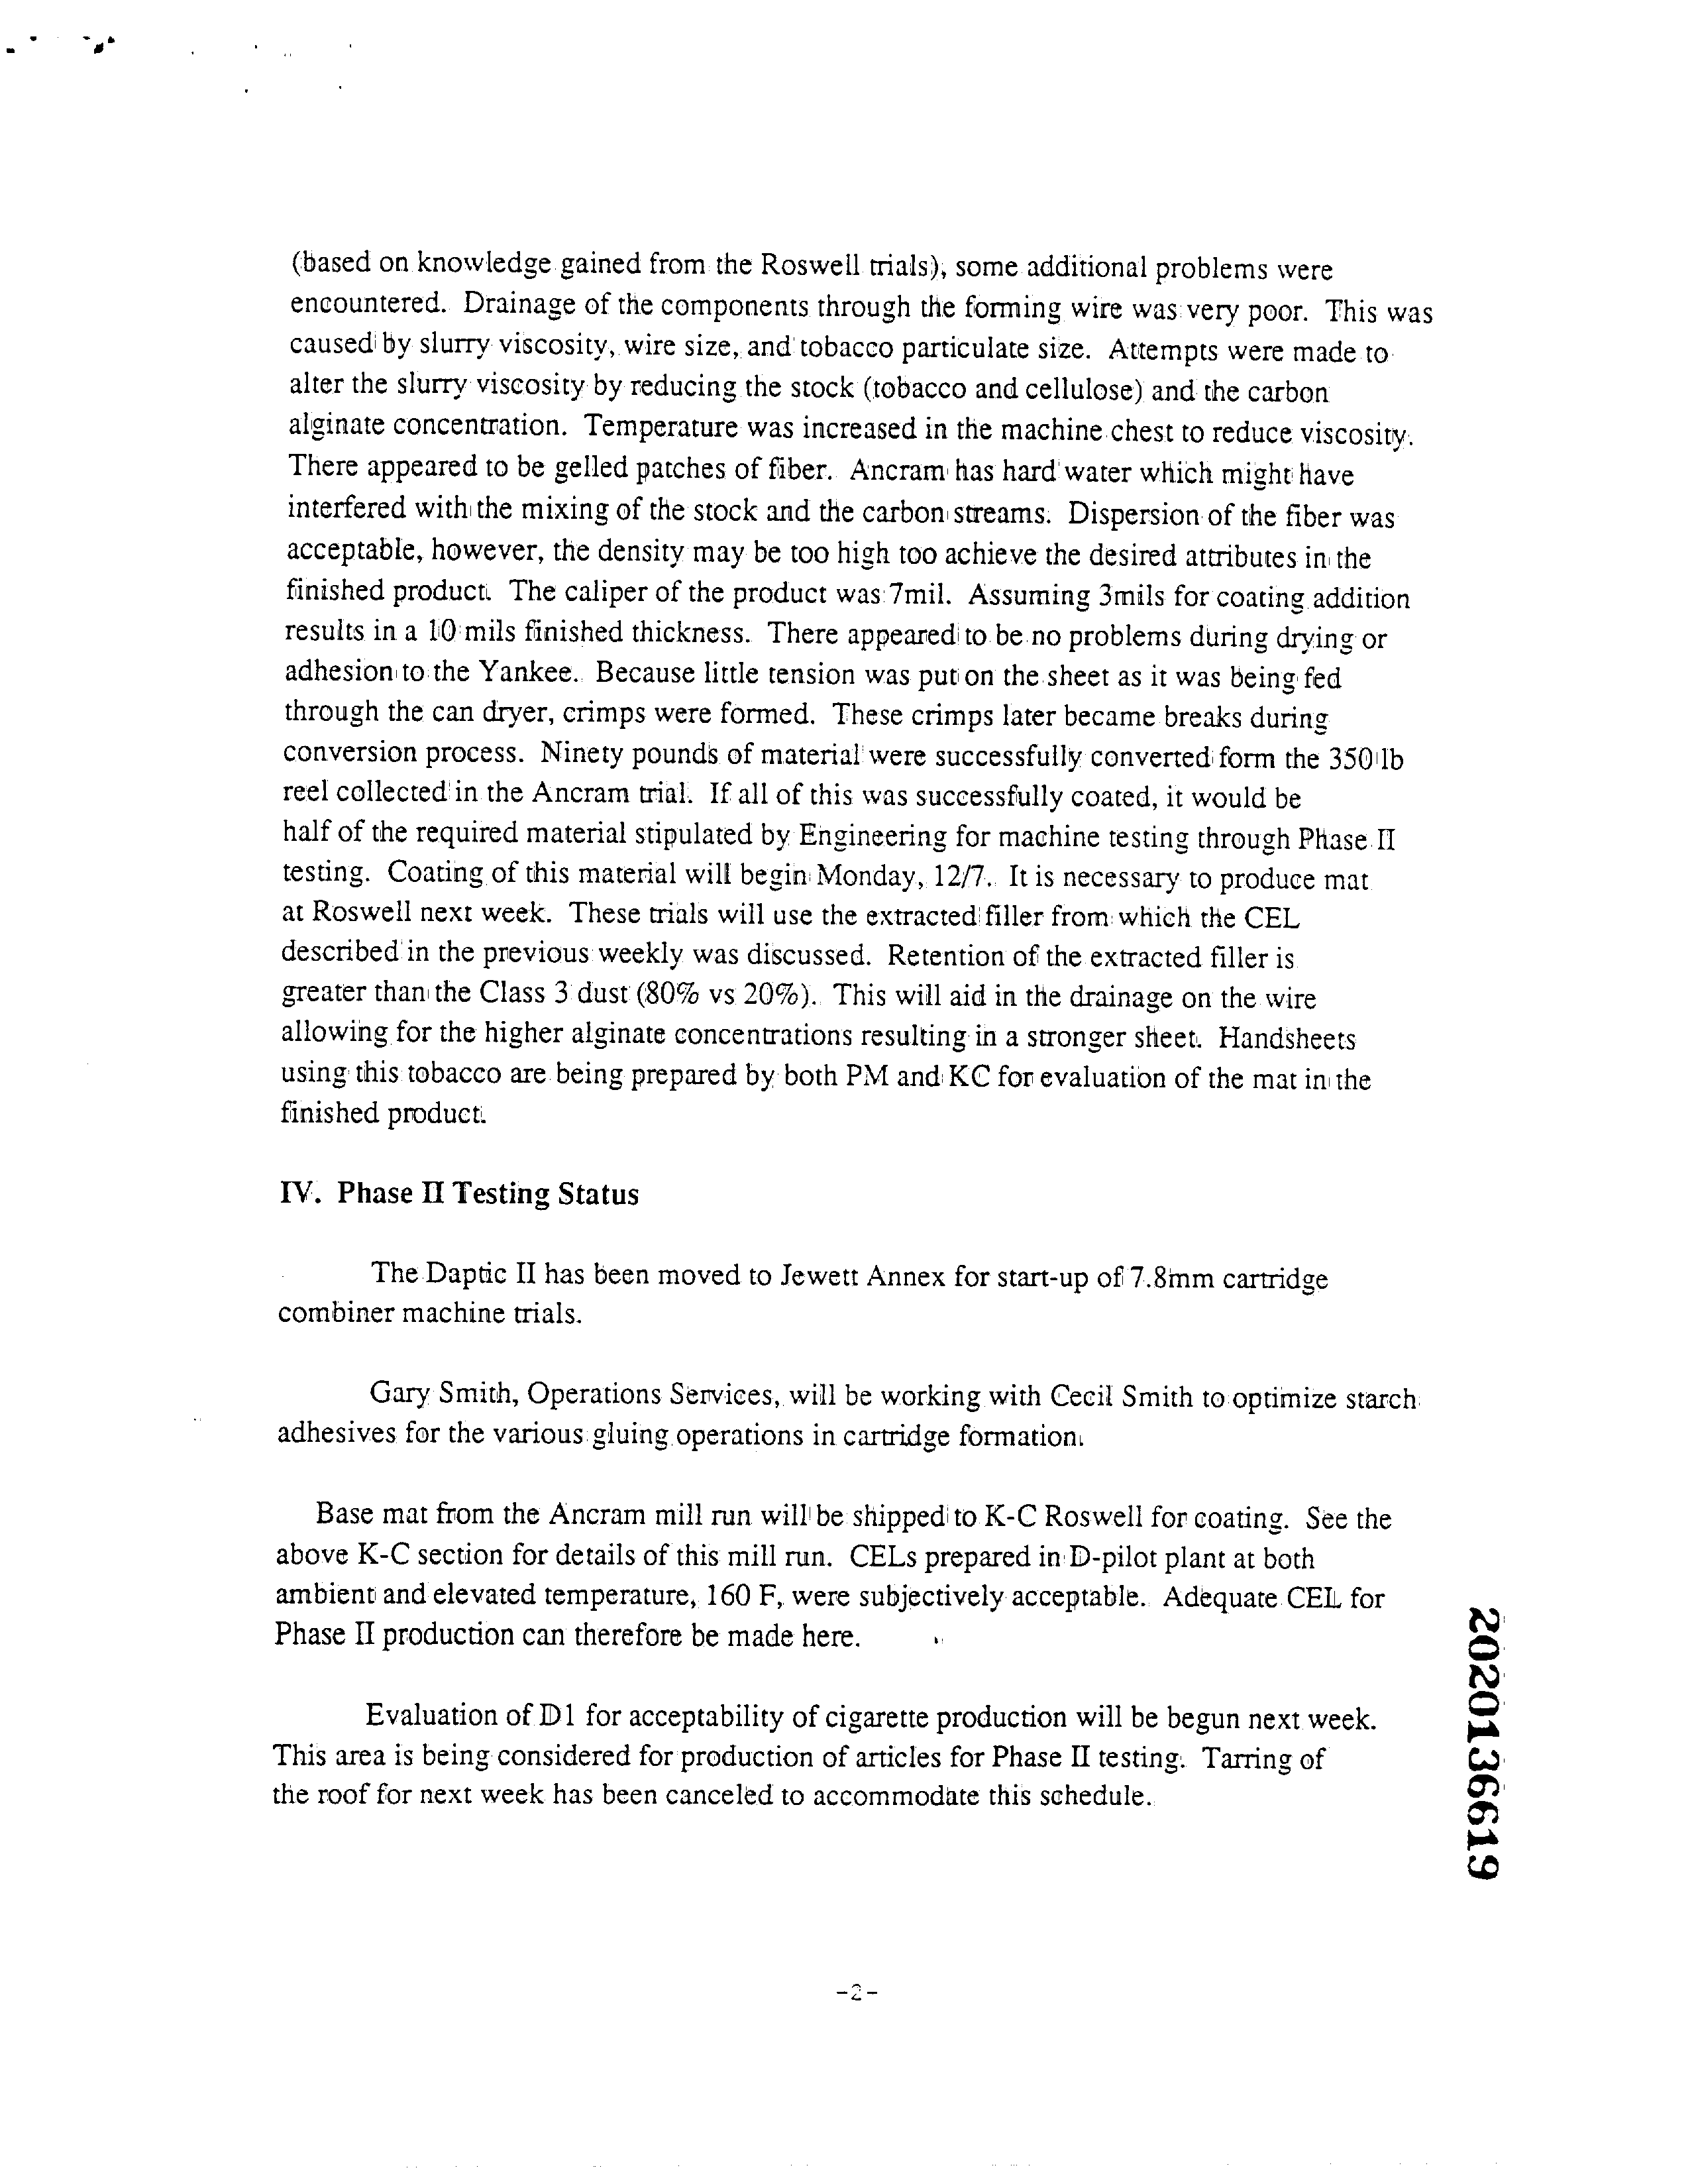 (based on knowledge gained from the Roswell trials), some additional problems were
encountered. Drainage of the components through the forming wire was very poor. This was
caused by slurry viscosity, wire size, and tobacco particulate size. Attempts were made to
alter the slurry viscosity by reducing the stock (tobacco and cellulose) and the carbon
alginate concentration. Temperature was increased in the machine chest to reduce viscosity.
There appeared to be gelled patches of fiber. Ancram has hard water which might have
interfered with the mixing of the stock and the carbon streams. Dispersion of the fiber was
acceptable, however, the density may be too high too achieve the desired attributes in the
finished product. The caliper of the product was 7mil. Assuming 3mils for coating addition
results in a 10 mils finished thickness. There appeared to be no problems during drying or
adhesion to the Yankee. Because little tension was put on the sheet as it was being fed
through the can dryer, crimps were formed. These crimps later became breaks during
conversion process. Ninety pounds of material were successfully converted form the 350 lb
reel collected in the Ancram trial. If all of this was successfully coated, it would be
half of the required material stipulated by Engineering for machine testing through Phase II
testing. Coating of this material will begin Monday, 12/7. It is necessary to produce mat
at Roswell next week. These trials will use the extracted filler from which the CEL
described in the previous weekly was discussed. Retention of the extracted filler is
greater than the Class 3 dust (80% vs 20%). This will aid in the drainage on the wire
allowing for the higher alginate concentrations resulting in a stronger sheet. Handsheets
using this tobacco are being prepared by both PM and KC for evaluation of the mat in the
finished product.
IV. Phase II Testing Status
The Daptic II has been moved to Jewett Annex for start-up of 7.8mm cartridge
combiner machine trials.
Gary Smith, Operations Services, will be working with Cecil Smith to optimize starch
adhesives for the various gluing operations in cartridge formation.
Base mat from the Ancram mill run will be shipped to K-C Roswell for coating. See the
above K-C section for details of this mill run. CELs prepared in D-pilot plant at both
ambient and elevated temperature, 160 F, were subjectively acceptable. Adequate CEL for
Phase II production can therefore be made here.
Evaluation of D1 for acceptability of cigarette production will be begun next week.
This area is being considered for production of articles for Phase II testing. Tarring of
the roof for next week has been canceled to accommodate this schedule.
2020136619
-2-